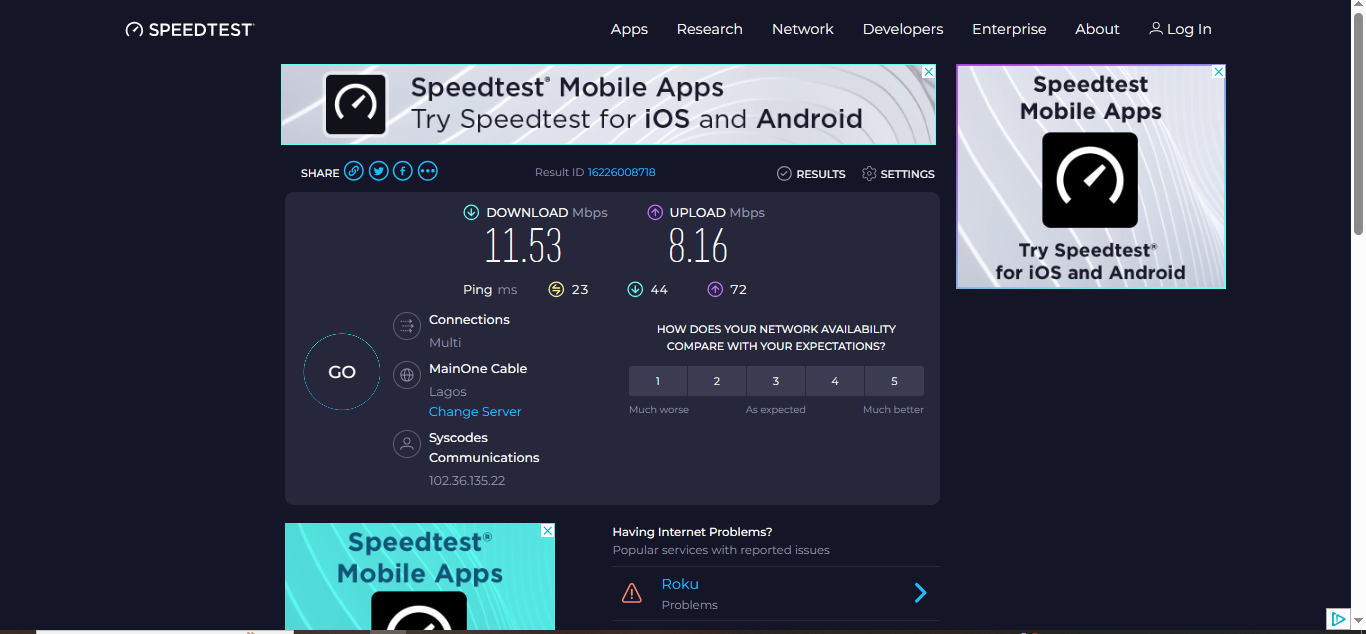 SPEEDTEST
Apps Research Network Developers Enterprise About Log In
Speedtest® Mobile Apps
Try Speedtest for iOS and Android
Speedtest
Mobile Apps
Try Speedtest®
for iOS and Android
SHARE Result ID 16226008718 RESULTS SETTINGS
DOWNLOAD Mbps UPLOAD Mbps
11.53 8.16
Ping ms 23 44 72
GO
Connections
Multi
MainOne Cable
Lagos
Change Server
Syscodes
Communications
102.36.135.22
HOW DOES YOUR NETWORK AVAILABILITY
COMPARE WITH YOUR EXPECTATIONS?
1 2 3 4 5
Much worse As expected Much better
Speedtest®
Mobile Apps
Having Internet Problems?
Popular services with reported issues
Roku
Problems